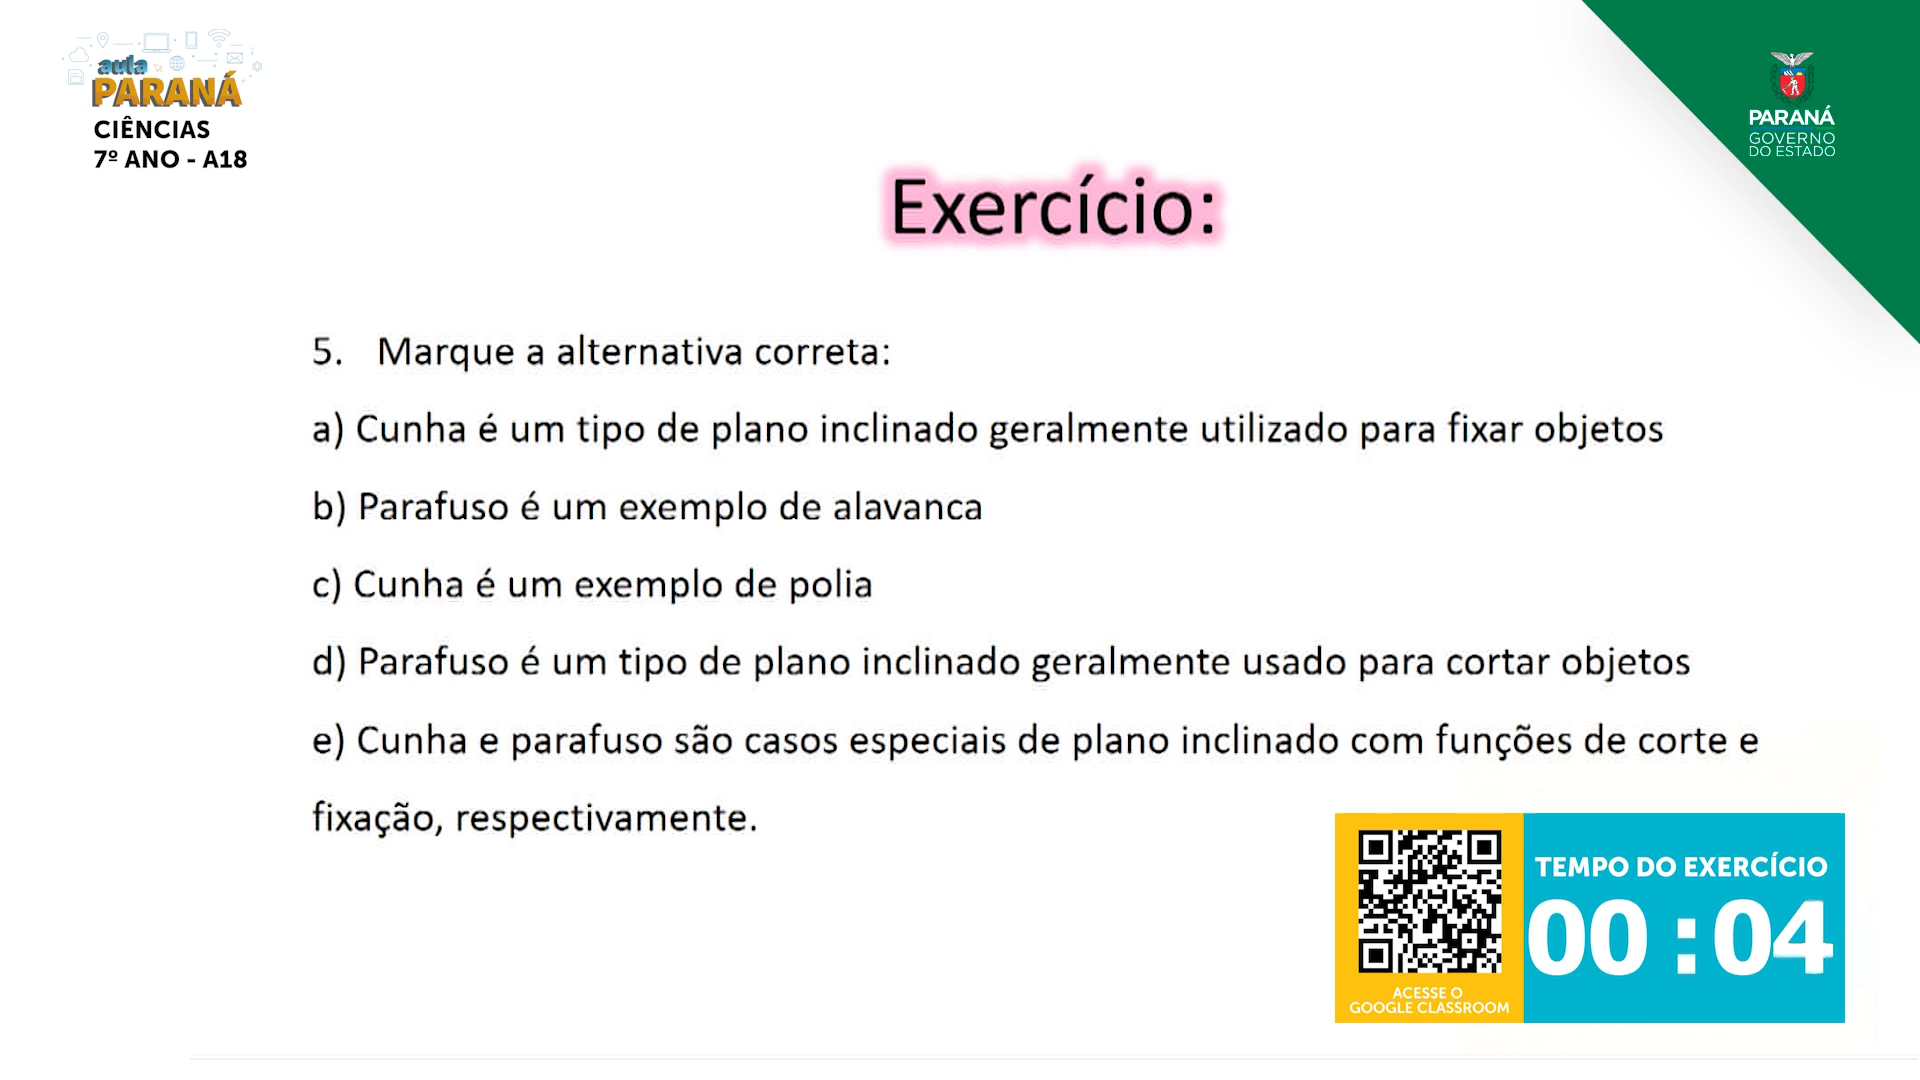 aula
PARANÁ
CIÊNCIAS
7º ANO - A18
PARANÁ
GOVERNO
DO ESTADO
Exercício:
5. Marque a alternativa correta:
a) Cunha é um tipo de plano inclinado geralmente utilizado para fixar objetos
b) Parafuso é um exemplo de alavanca
c) Cunha é um exemplo de polia
d) Parafuso é um tipo de plano inclinado geralmente usado para cortar objetos
e) Cunha e parafuso são casos especiais de plano inclinado com funções de corte e
fixação, respectivamente.
TEMPO DO EXERCÍCIO
00:04
ACESSE O
GOOGLE CLASSROOM